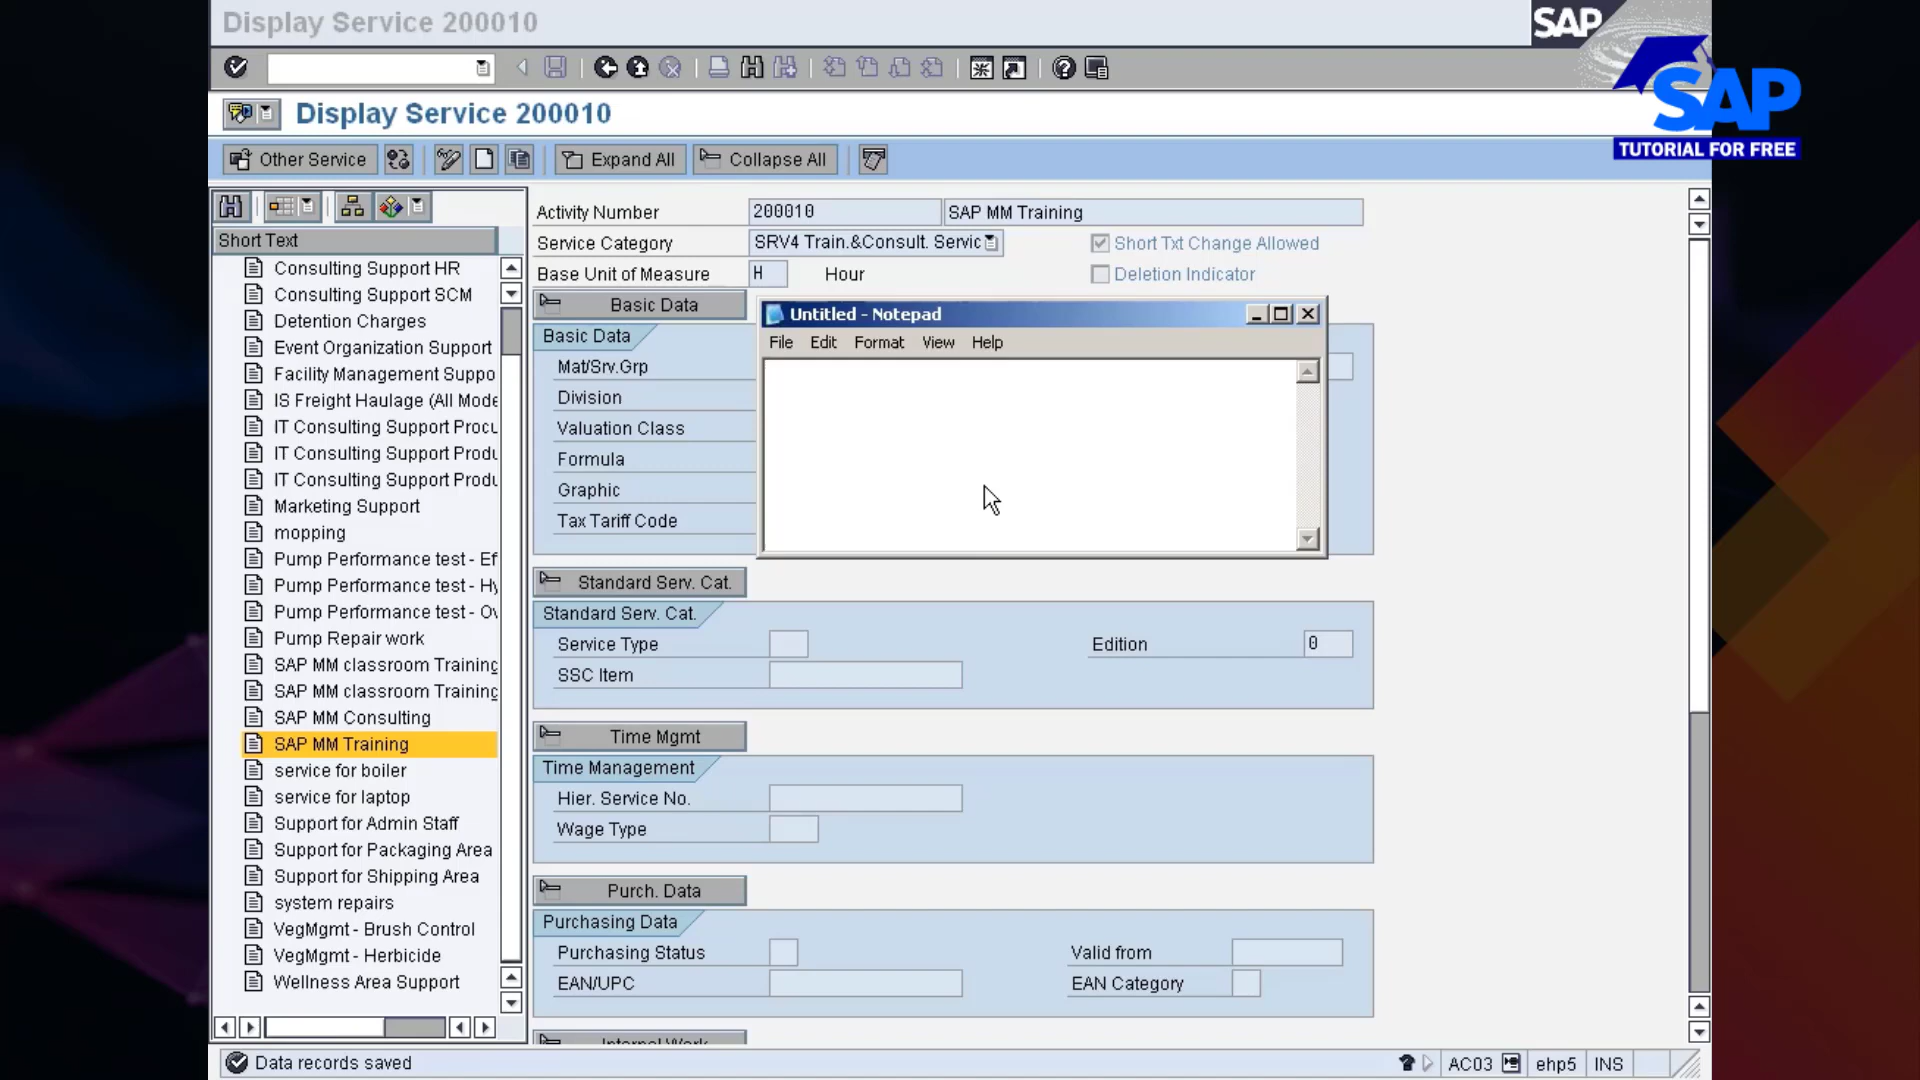 Display Service 200010
SAP
SAP
TUTORIAL FOR FREE
Display Service 200010
Other Service
Expand All
Collapse All
Short Text
Consulting Support HR
Consulting Support SCM
Detention Charges
Event Organization Support
Facility Management Suppo
IS Freight Haulage (All Mode
IT Consulting Support Procu
IT Consulting Support Produ
IT Consulting Support Produ
Marketing Support
mopping
Pump Performance test - Ef
Pump Performance test - Hy
Pump Performance test - Ov
Pump Repair work
SAP MM classroom Training
SAP MM classroom Training
SAP MM Consulting
SAP MM Training
service for boiler
service for laptop
Support for Admin Staff
Support for Packaging Area
Support for Shipping Area
system repairs
VegMgmt - Brush Control
VegMgmt - Herbicide
Wellness Area Support
Activity Number 200010 SAP MM Training
Service Category SRV4 Train.&Consult. Servic Short Txt Change Allowed
Base Unit of Measure H Hour Deletion Indicator
Basic Data
Basic Data
Mat/Srv.Grp
Division
Valuation Class
Formula
Graphic
Tax Tariff Code
Untitled - Notepad
File Edit Format View Help
Standard Serv. Cat.
Standard Serv. Cat.
Service Type Edition 0
SSC Item
Time Mgmt
Time Management
Hier. Service No.
Wage Type
Purch. Data
Purchasing Data
Purchasing Status Valid from
EAN/UPC EAN Category
Internal Work
Data records saved
AC03 ehp5 INS